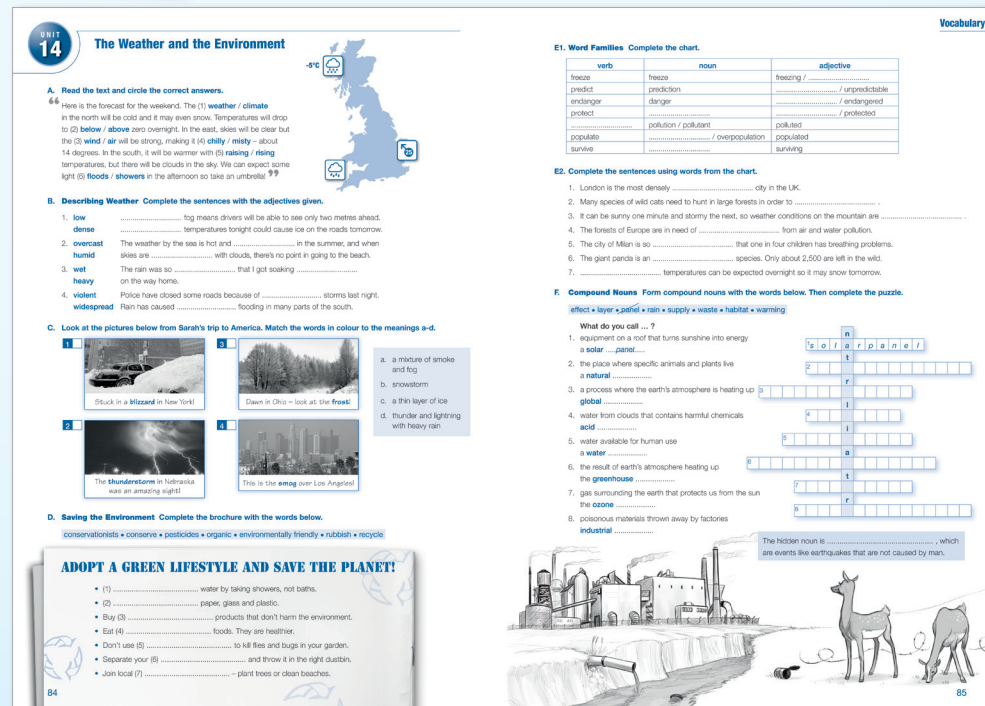 UNIT
14
The Weather and the Environment
-5°C
25
A. Read the text and circle the correct answers.
“ Here is the forecast for the weekend. The (1) weather / climate
in the north will be cold and it may even snow. Temperatures will drop
to (2) below / above zero overnight. In the east, skies will be clear but
the (3) wind / air will be strong, making it (4) chilly / misty – about
14 degrees. In the south, it will be warmer with (5) raising / rising
temperatures, but there will be clouds in the sky. We can expect some
light (6) floods / showers in the afternoon so take an umbrella! ”
B. Describing Weather Complete the sentences with the adjectives given.
1. low .............................. fog means drivers will be able to see only two metres ahead.
dense .............................. temperatures tonight could cause ice on the roads tomorrow.
2. overcast The weather by the sea is hot and .............................. in the summer, and when
humid skies are .............................. with clouds, there's no point in going to the beach.
3. wet The rain was so .............................. that I got soaking ..............................
heavy on the way home.
4. violent Police have closed some roads because of .............................. storms last night.
widespread Rain has caused .............................. flooding in many parts of the south.
C. Look at the pictures below from Sarah's trip to America. Match the words in colour to the meanings a-d.
1
Stuck in a blizzard in New York!
3
Dawn in Ohio – look at the frost!
2
The thunderstorm in Nebraska
was an amazing sight!
4
This is the smog over Los Angeles!
a. a mixture of smoke
and fog
b. snowstorm
c. a thin layer of ice
d. thunder and lightning
with heavy rain
D. Saving the Environment Complete the brochure with the words below.
conservationists • conserve • pesticides • organic • environmentally friendly • rubbish • recycle
ADOPT A GREEN LIFESTYLE AND SAVE THE PLANET!
• (1) ........................................ water by taking showers, not baths.
• (2) ........................................ paper, glass and plastic.
• Buy (3) ........................................ products that don't harm the environment.
• Eat (4) ........................................ foods. They are healthier.
• Don't use (5) ........................................ to kill flies and bugs in your garden.
• Separate your (6) ........................................ and throw it in the right dustbin.
• Join local (7) ........................................ – plant trees or clean beaches.
84
Vocabulary
E1. Word Families Complete the chart.
verb noun adjective
freeze freeze freezing / ..............................
predict prediction .............................. / unpredictable
endanger danger .............................. / endangered
protect .............................. .............................. / protected
.............................. pollution / pollutant polluted
populate .............................. / overpopulation populated
survive .............................. surviving
E2. Complete the sentences using words from the chart.
1. London is the most densely ........................................ city in the UK.
2. Many species of wild cats need to hunt in large forests in order to ........................................ .
3. It can be sunny one minute and stormy the next, so weather conditions on the mountain are ........................................ .
4. The forests of Europe are in need of ........................................ from air and water pollution.
5. The city of Milan is so ........................................ that one in four children has breathing problems.
6. The giant panda is an ........................................ species. Only about 2,500 are left in the wild.
7. ........................................ temperatures can be expected overnight so it may snow tomorrow.
F. Compound Nouns Form compound nouns with the words below. Then complete the puzzle.
effect • layer • panel • rain • supply • waste • habitat • warming
What do you call ... ?
1. equipment on a roof that turns sunshine into energy
a solar .....panel.....
2. the place where specific animals and plants live
a natural ....................
3. a process where the earth's atmosphere is heating up
global ....................
4. water from clouds that contains harmful chemicals
acid ....................
5. water available for human use
a water ....................
6. the result of earth's atmosphere heating up
the greenhouse ....................
7. gas surrounding the earth that protects us from the sun
the ozone ....................
8. poisonous materials thrown away by factories
industrial ....................
n
1 s o l a r p a n e l
t
2
r
3
l
4
i
5
a
6
t
7
r
8
The hidden noun is ........................................ , which
are events like earthquakes that are not caused by man.
85